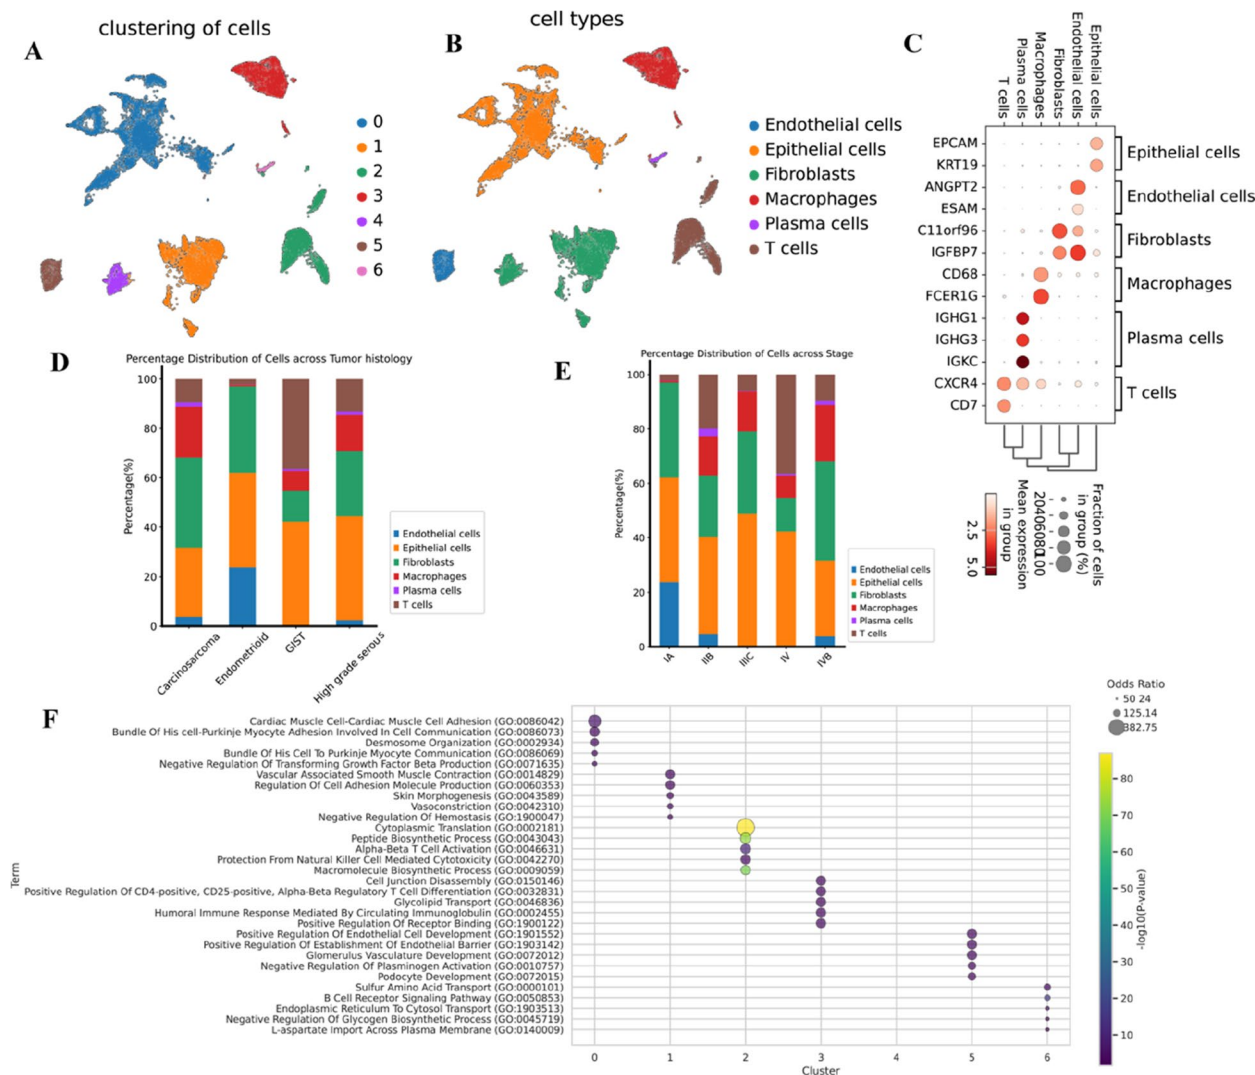 A
clustering of cells
0
1
2
3
4
5
6
B
cell types
Endothelial cells
Epithelial cells
Fibroblasts
Macrophages
Plasma cells
T cells
C
T cells
Plasma cells
Macrophages
Fibroblasts
Endothelial cells
Epithelial cells
EPCAM
KRT19
ANGPT2
ESAM
C11orf96
IGFBP7
CD68
FCER1G
IGHG1
IGHG3
IGKC
CXCR4
CD7
Epithelial cells
Endothelial cells
Fibroblasts
Macrophages
Plasma cells
T cells
2.5
5.0
Mean expression
in group
20406080100
Fraction of cells
in group (%)
D
Percentage Distribution of Cells across Tumor histology
Percentage(%)
100
80
60
40
20
0
Carcinosarcoma
Endometrioid
GIST
High grade serous
Endothelial cells
Epithelial cells
Fibroblasts
Macrophages
Plasma cells
T cells
E
Percentage Distribution of Cells across Stage
Percentage(%)
100
80
60
40
20
0
IA
IIB
IIIC
IV
IVB
Endothelial cells
Epithelial cells
Fibroblasts
Macrophages
Plasma cells
T cells
F
Term
Cardiac Muscle Cell-Cardiac Muscle Cell Adhesion (GO:0086042)
Bundle Of His cell-Purkinje Myocyte Adhesion Involved In Cell Communication (GO:0086073)
Desmosome Organization (GO:0002934)
Bundle Of His Cell To Purkinje Myocyte Communication (GO:0086069)
Negative Regulation Of Transforming Growth Factor Beta Production (GO:0071635)
Vascular Associated Smooth Muscle Contraction (GO:0014829)
Regulation Of Cell Adhesion Molecule Production (GO:0060353)
Skin Morphogenesis (GO:0043589)
Vasoconstriction (GO:0042310)
Negative Regulation Of Hemostasis (GO:1900047)
Cytoplasmic Translation (GO:0002181)
Peptide Biosynthetic Process (GO:0043043)
Alpha-Beta T Cell Activation (GO:0046631)
Protection From Natural Killer Cell Mediated Cytotoxicity (GO:0042270)
Macromolecule Biosynthetic Process (GO:0009059)
Cell Junction Disassembly (GO:0150146)
Positive Regulation Of CD4-positive, CD25-positive, Alpha-Beta Regulatory T Cell Differentiation (GO:0032831)
Glycolipid Transport (GO:0046836)
Humoral Immune Response Mediated By Circulating Immunoglobulin (GO:0002455)
Positive Regulation Of Receptor Binding (GO:1900122)
Positive Regulation Of Endothelial Cell Development (GO:1901552)
Positive Regulation Of Establishment Of Endothelial Barrier (GO:1903142)
Glomerulus Vasculature Development (GO:0072012)
Negative Regulation Of Plasminogen Activation (GO:0010757)
Podocyte Development (GO:0072015)
Sulfur Amino Acid Transport (GO:0000101)
B Cell Receptor Signaling Pathway (GO:0050853)
Endoplasmic Reticulum To Cytosol Transport (GO:1903513)
Negative Regulation Of Glycogen Biosynthetic Process (GO:0045719)
L-aspartate Import Across Plasma Membrane (GO:0140009)
0
1
2
3
4
5
6
Cluster
Odds Ratio
50 24
125.14
382.75
80
70
60
50
40
30
20
10
-log10(P-value)